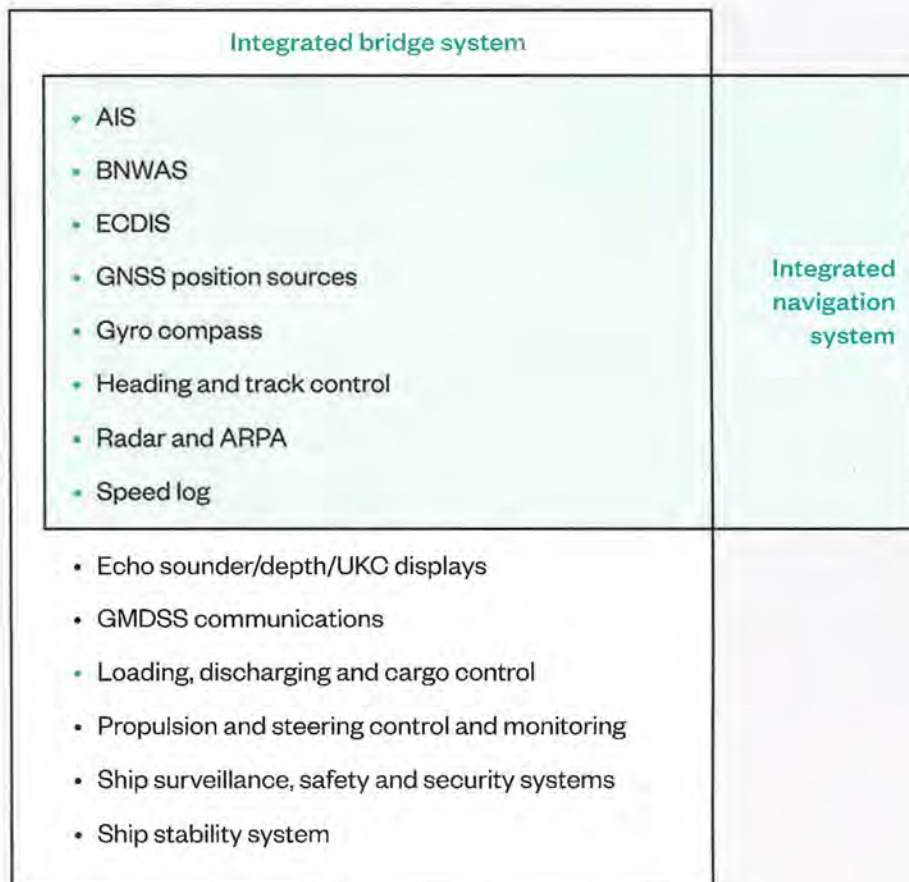 Integrated bridge system
• AIS
• BNWAS
• ECDIS
• GNSS position sources
• Gyro compass
• Heading and track control
• Radar and ARPA
• Speed log
Integrated
navigation
system
• Echo sounder/depth/UKC displays
• GMDSS communications
• Loading, discharging and cargo control
• Propulsion and steering control and monitoring
• Ship surveillance, safety and security systems
• Ship stability system